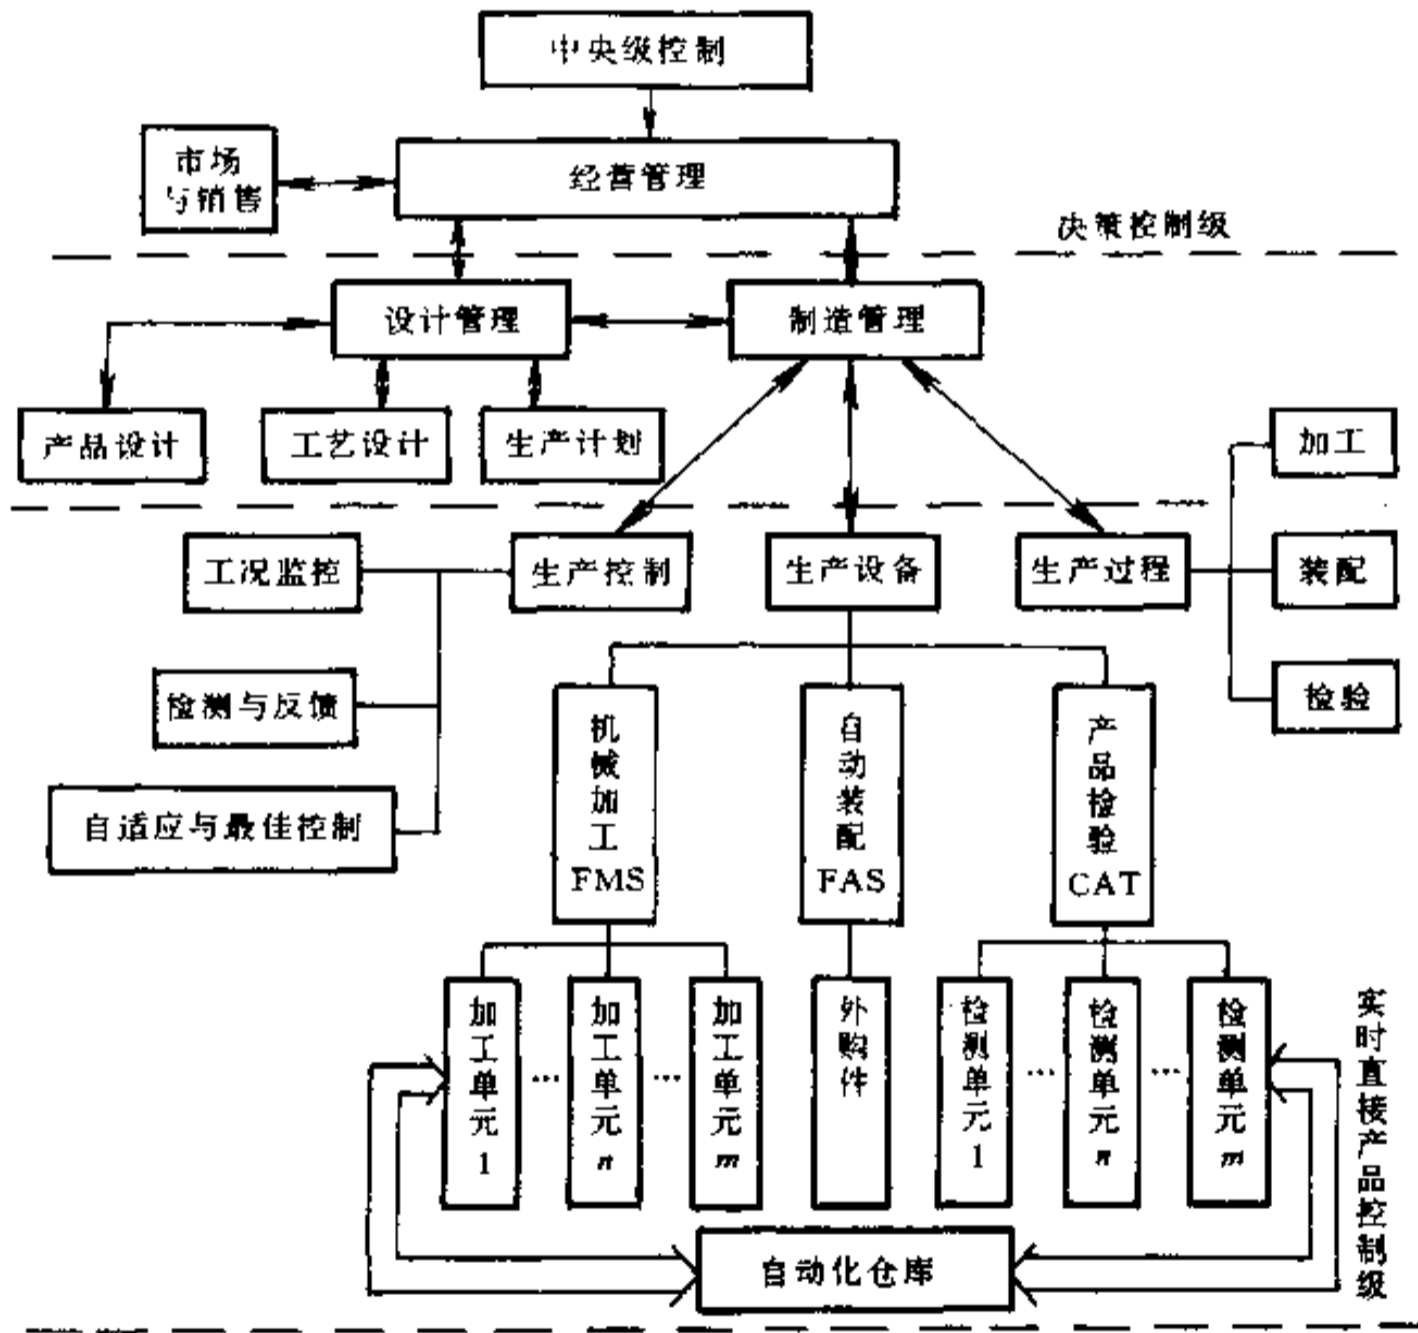 中央级控制
市场
与销售
经营管理
决策控制级
设计管理
制造管理
产品设计
工艺设计
生产计划
加工
工况监控
生产控制
生产设备
生产过程
装配
检测与反馈
检验
自适应与最佳控制
机械加工
FMS
自动装配
FAS
产品检验
CAT
加工单元1
…
加工单元n
…
加工单元m
外购件
检测单元1
…
检测单元n
…
检测单元m
实时直接产品控制级
自动化仓库